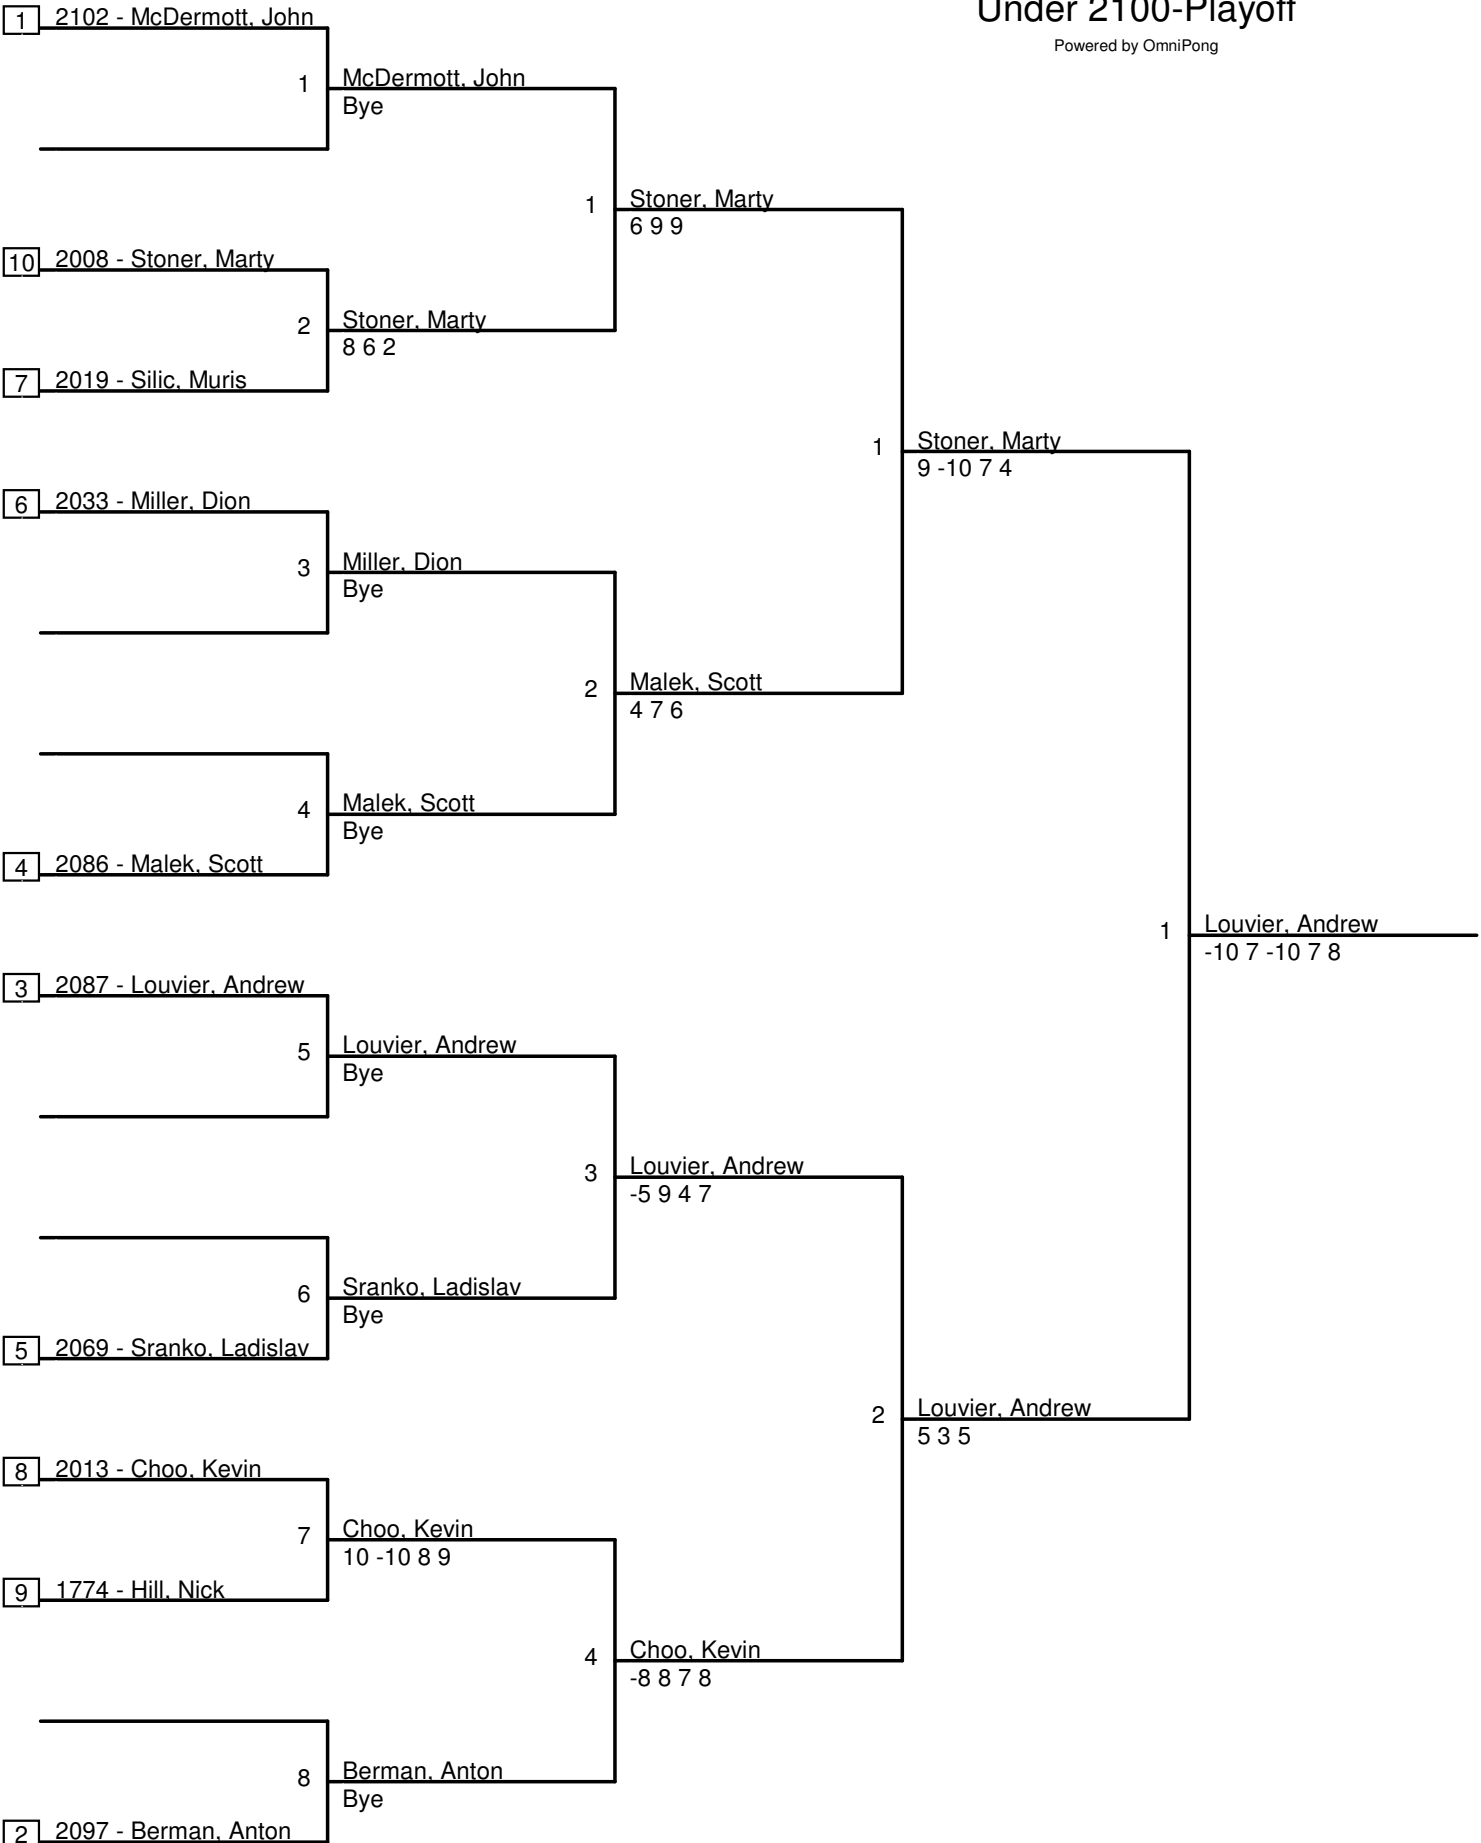 Under 2100-Playoff
Powered by OmniPong
1 2102 - McDermott, John
1 McDermott, John
Bye
1 Stoner, Marty
6 9 9
10 2008 - Stoner, Marty
2 Stoner, Marty
8 6 2
7 2019 - Silic, Muris
1 Stoner, Marty
9 -10 7 4
6 2033 - Miller, Dion
3 Miller, Dion
Bye
2 Malek, Scott
4 7 6
4 Malek, Scott
Bye
4 2086 - Malek, Scott
1 Louvier, Andrew
-10 7 -10 7 8
3 2087 - Louvier, Andrew
5 Louvier, Andrew
Bye
3 Louvier, Andrew
-5 9 4 7
6 Sranko, Ladislav
Bye
5 2069 - Sranko, Ladislav
2 Louvier, Andrew
5 3 5
8 2013 - Choo, Kevin
7 Choo, Kevin
10 -10 8 9
9 1774 - Hill, Nick
4 Choo, Kevin
-8 8 7 8
8 Berman, Anton
Bye
2 2097 - Berman, Anton